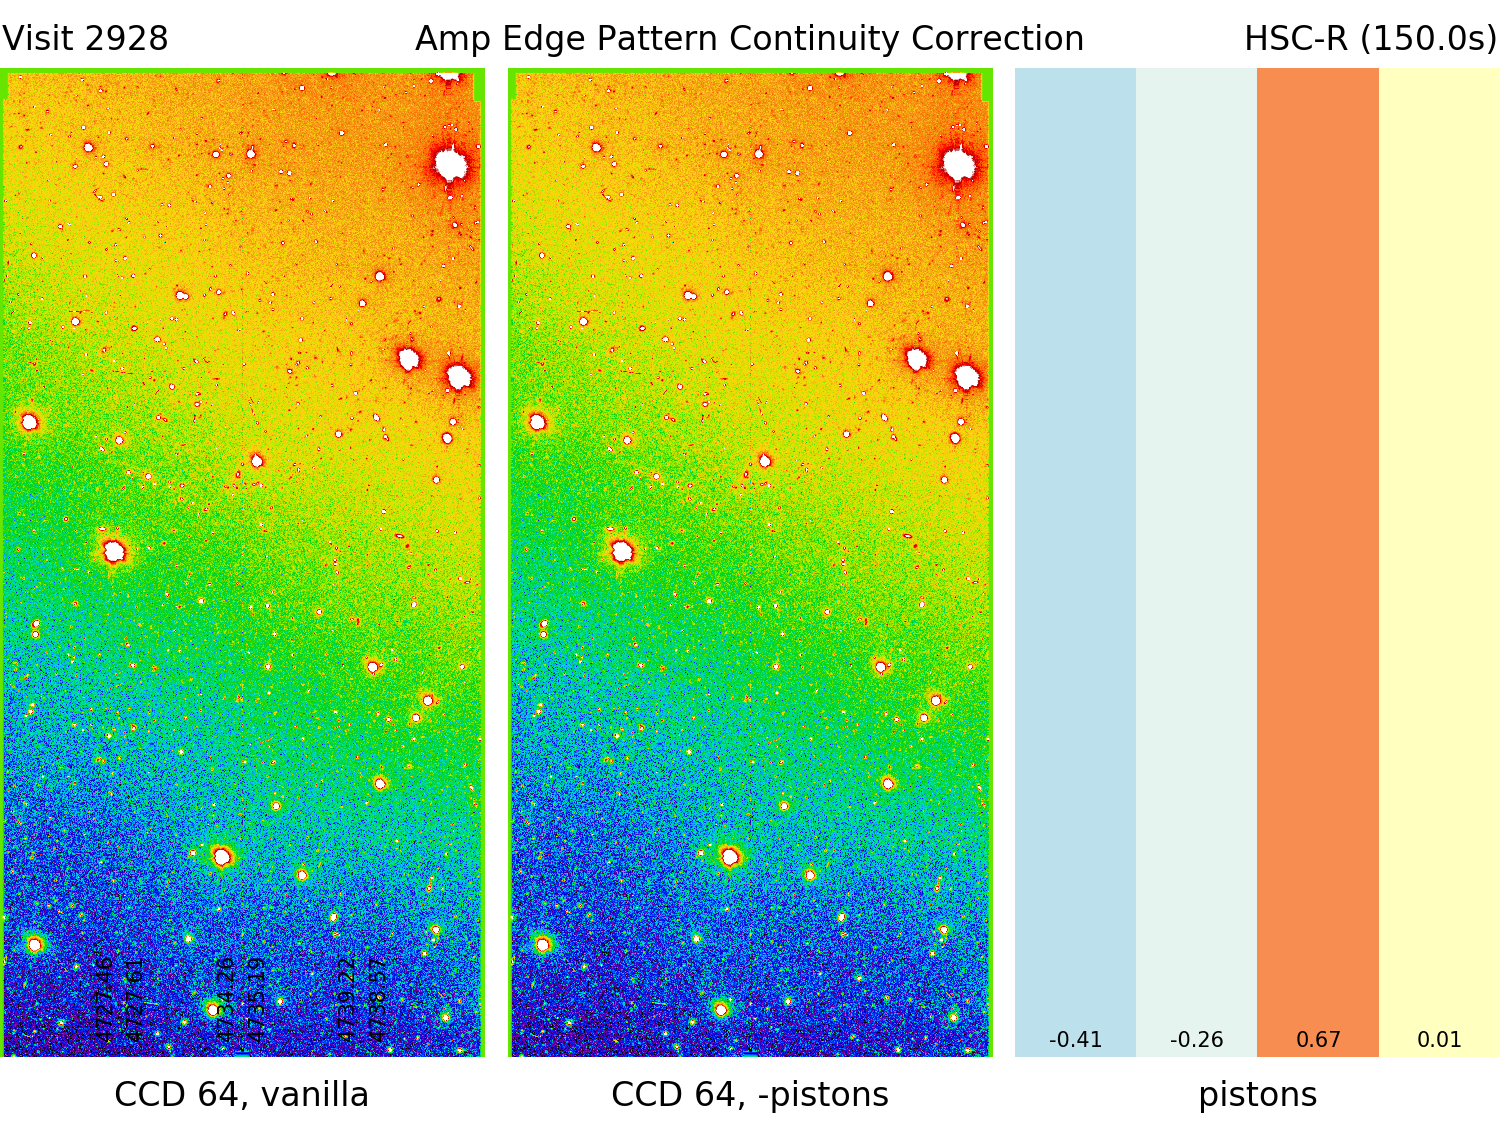 Visit 2928 Amp Edge Pattern Continuity Correction HSC-R (150.0s)
4727.46
4727.61
4734.26
4735.19
4739.22
4738.57
-0.41 -0.26 0.67 0.01
CCD 64, vanilla CCD 64, -pistons pistons